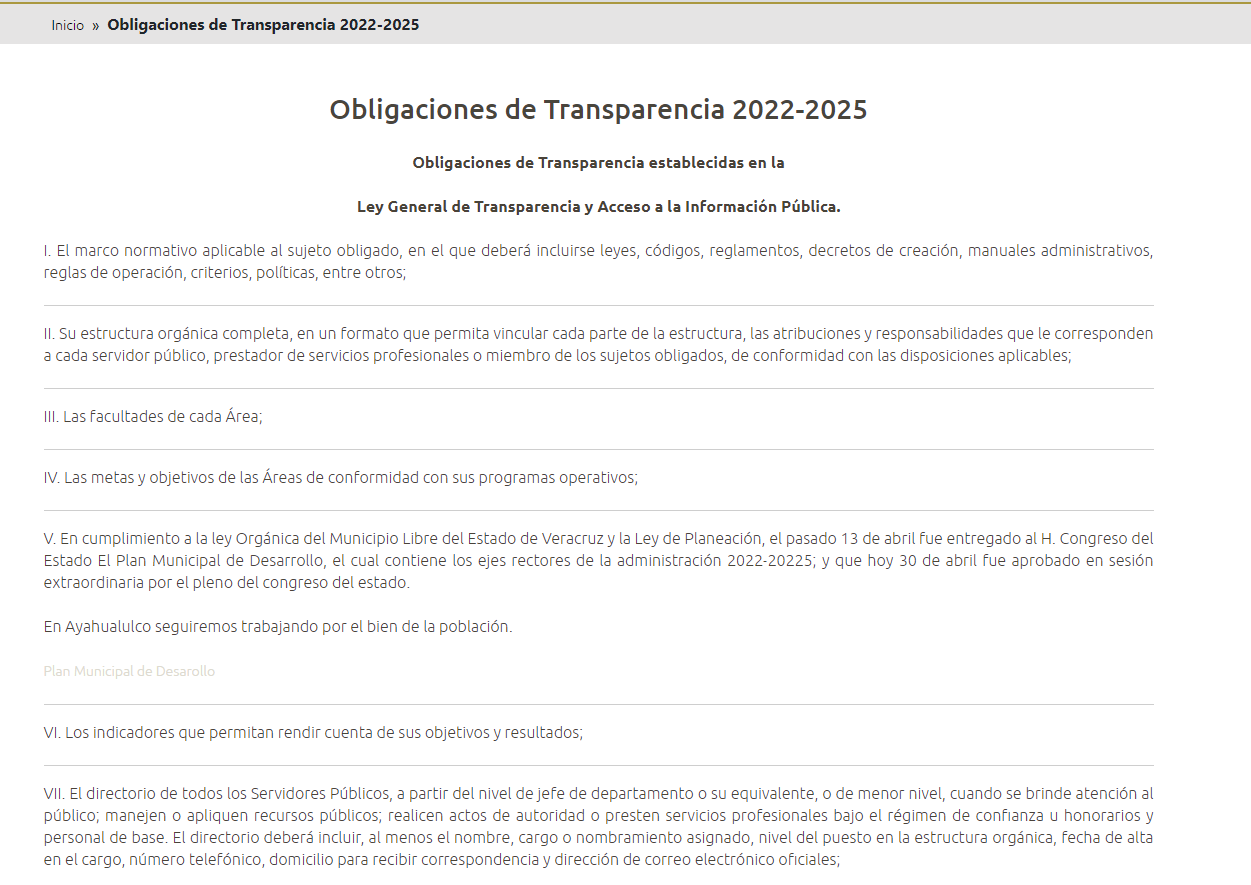 Inicio » Obligaciones de Transparencia 2022-2025
Obligaciones de Transparencia 2022-2025
Obligaciones de Transparencia establecidas en la
Ley General de Transparencia y Acceso a la Información Pública.
I. El marco normativo aplicable al sujeto obligado, en el que deberá incluirse leyes, códigos, reglamentos, decretos de creación, manuales administrativos,
reglas de operación, criterios, políticas, entre otros;
II. Su estructura orgánica completa, en un formato que permita vincular cada parte de la estructura, las atribuciones y responsabilidades que le corresponden
a cada servidor público, prestador de servicios profesionales o miembro de los sujetos obligados, de conformidad con las disposiciones aplicables;
III. Las facultades de cada Área;
IV. Las metas y objetivos de las Áreas de conformidad con sus programas operativos;
V. En cumplimiento a la ley Orgánica del Municipio Libre del Estado de Veracruz y la Ley de Planeación, el pasado 13 de abril fue entregado al H. Congreso del
Estado El Plan Municipal de Desarrollo, el cual contiene los ejes rectores de la administración 2022-20225; y que hoy 30 de abril fue aprobado en sesión
extraordinaria por el pleno del congreso del estado.
En Ayahualulco seguiremos trabajando por el bien de la población.
Plan Municipal de Desarollo
VI. Los indicadores que permitan rendir cuenta de sus objetivos y resultados;
VII. El directorio de todos los Servidores Públicos, a partir del nivel de jefe de departamento o su equivalente, o de menor nivel, cuando se brinde atención al
público; manejen o apliquen recursos públicos; realicen actos de autoridad o presten servicios profesionales bajo el régimen de confianza u honorarios y
personal de base. El directorio deberá incluir, al menos el nombre, cargo o nombramiento asignado, nivel del puesto en la estructura orgánica, fecha de alta
en el cargo, número telefónico, domicilio para recibir correspondencia y dirección de correo electrónico oficiales;